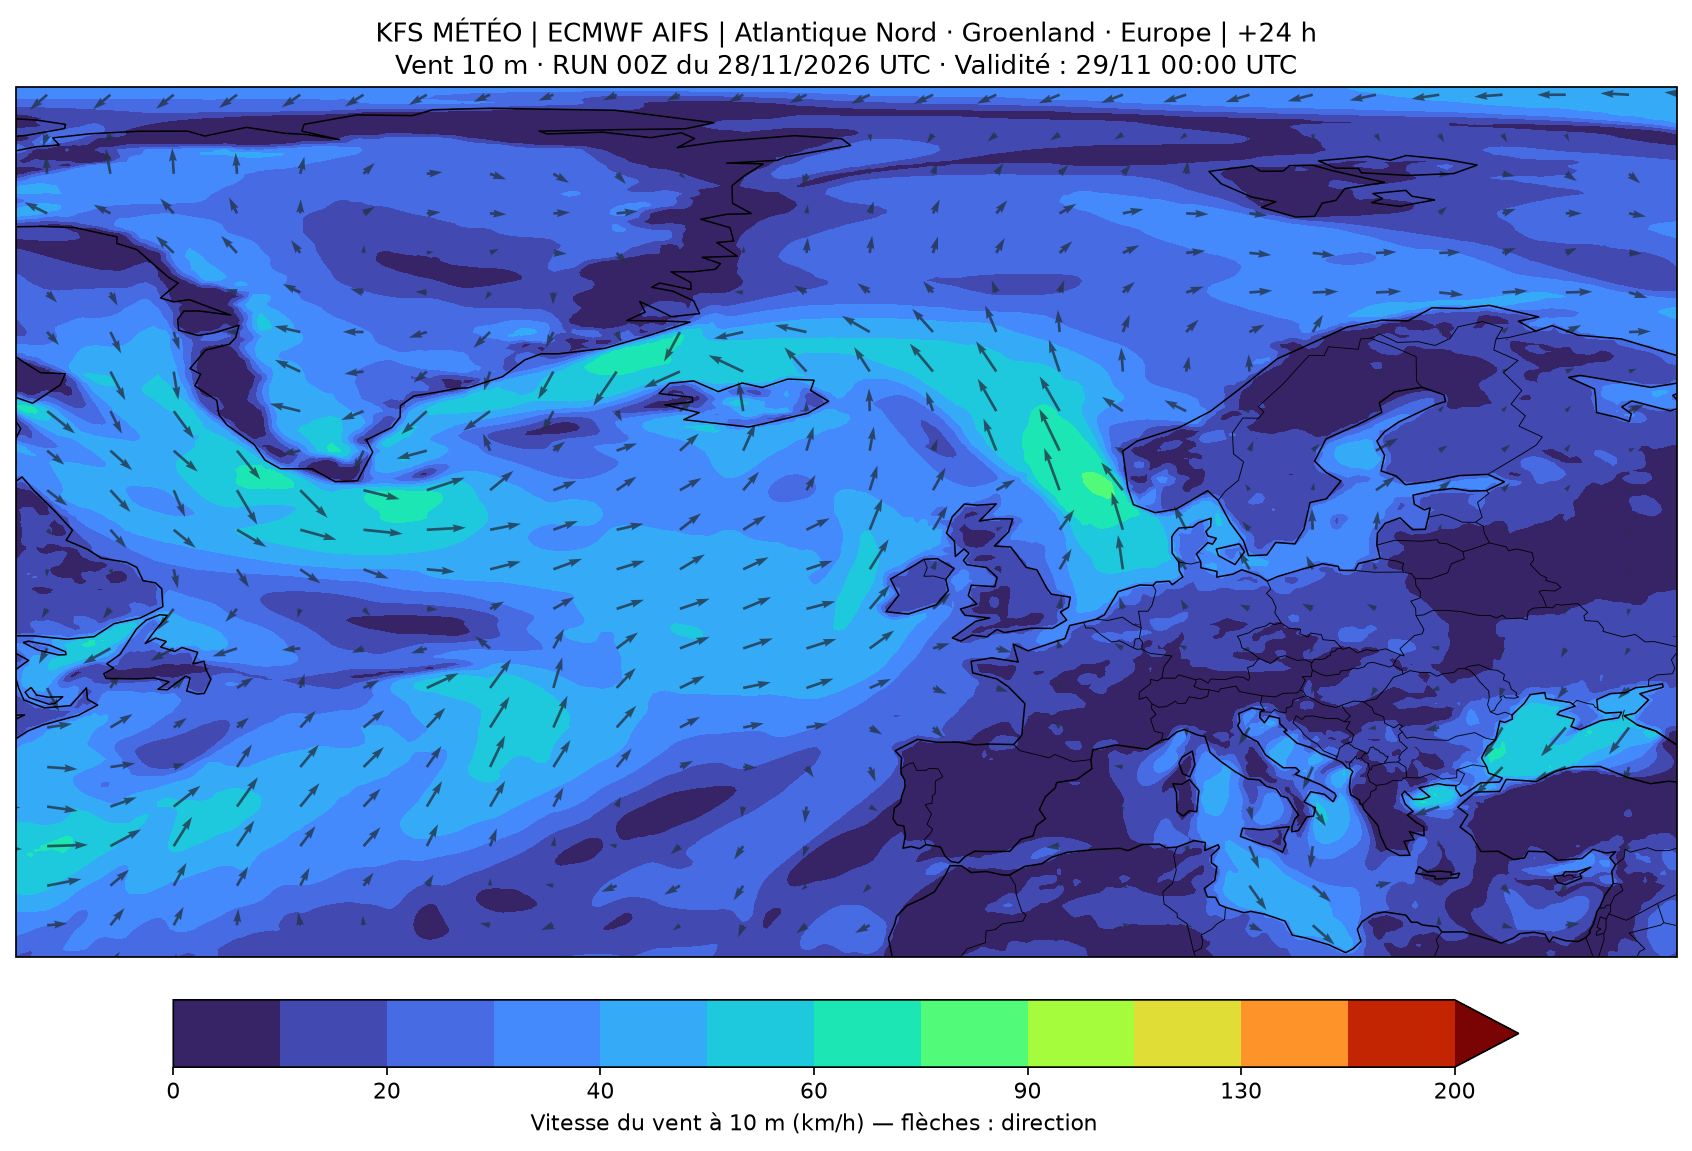 KFS MÉTÉO | ECMWF AIFS | Atlantique Nord · Groenland · Europe | +24 h
Vent 10 m · RUN 00Z du 28/11/2026 UTC · Validité : 29/11 00:00 UTC
0 20 40 60 90 130 200
Vitesse du vent à 10 m (km/h) — flèches : direction